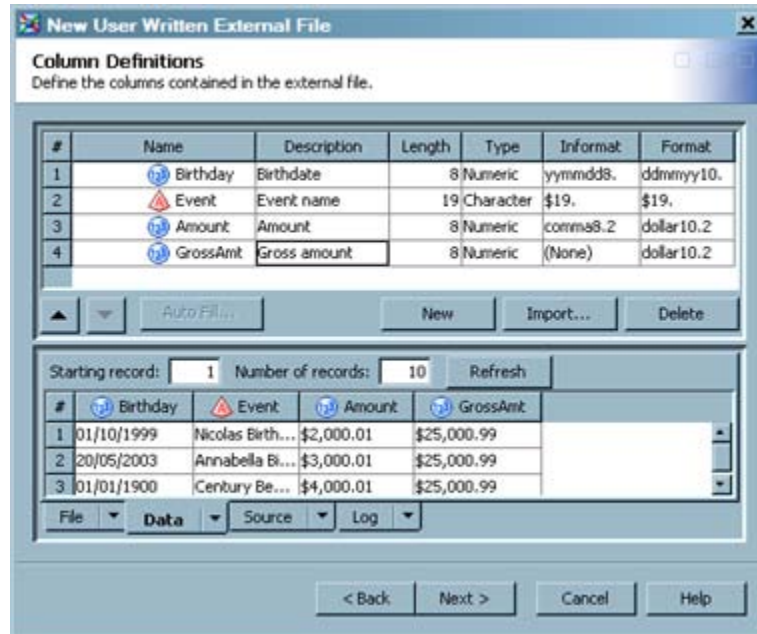 New User Written External File
Column Definitions
Define the columns contained in the external file.
# Name Description Length Type Informat Format
1 Birthday Birthdate 8 Numeric yymmdd8. ddmmyy10.
2 Event Event name 19 Character $19. $19.
3 Amount Amount 8 Numeric comma8.2 dollar10.2
4 GrossAmt Gross amount 8 Numeric (None) dollar10.2
Auto Fill... New Import... Delete
Starting record: 1 Number of records: 10 Refresh
# Birthday Event Amount GrossAmt
1 01/10/1999 Nicolas Birth... $2,000.01 $25,000.99
2 20/05/2003 Annabella Bi... $3,000.01 $25,000.99
3 01/01/1900 Century Be... $4,000.01 $25,000.99
File Data Source Log
< Back Next > Cancel Help